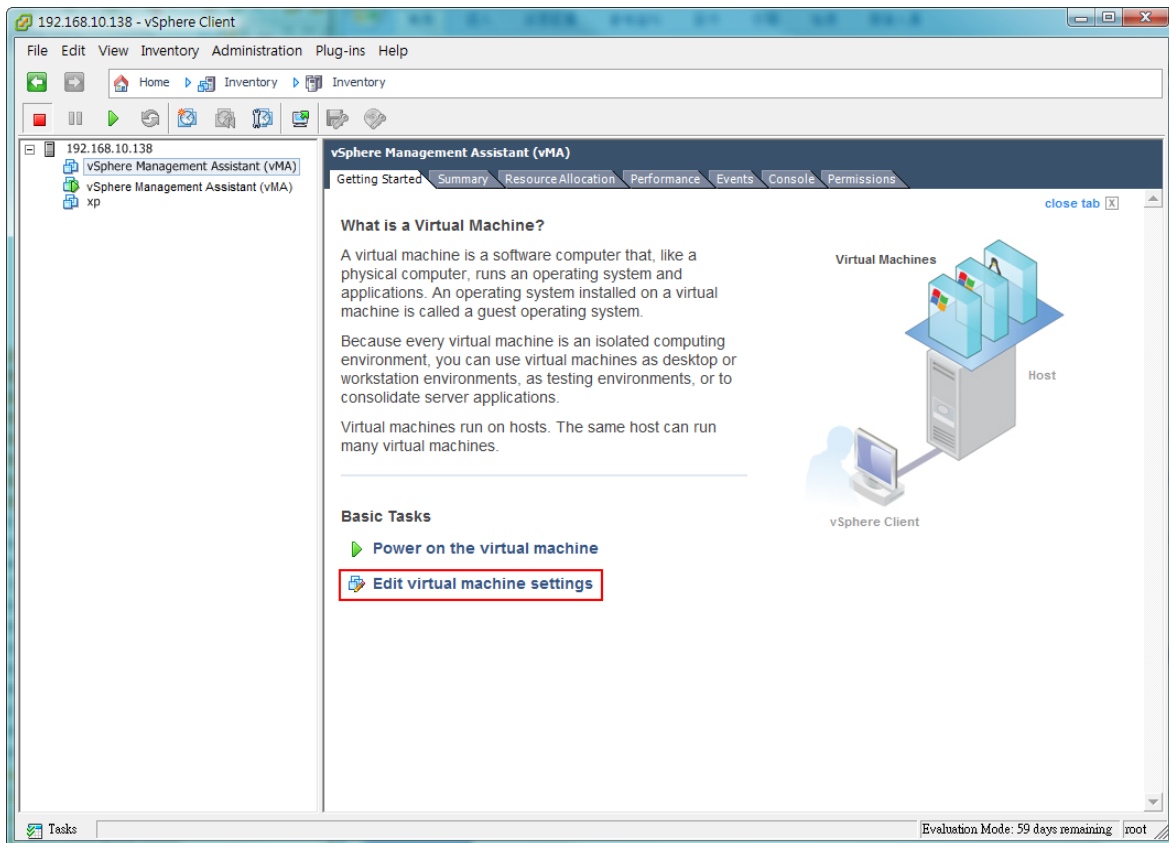 192.168.10.138 - vSphere Client
File Edit View Inventory Administration Plug-ins Help
Home Inventory Inventory
192.168.10.138
vSphere Management Assistant (vMA)
vSphere Management Assistant (vMA)
xp
vSphere Management Assistant (vMA)
Getting Started Summary Resource Allocation Performance Events Console Permissions
close tab X
What is a Virtual Machine?
A virtual machine is a software computer that, like a
physical computer, runs an operating system and
applications. An operating system installed on a virtual
machine is called a guest operating system.
Because every virtual machine is an isolated computing
environment, you can use virtual machines as desktop or
workstation environments, as testing environments, or to
consolidate server applications.
Virtual machines run on hosts. The same host can run
many virtual machines.
Virtual Machines
Host
vSphere Client
Basic Tasks
Power on the virtual machine
Edit virtual machine settings
Tasks
Evaluation Mode: 59 days remaining root